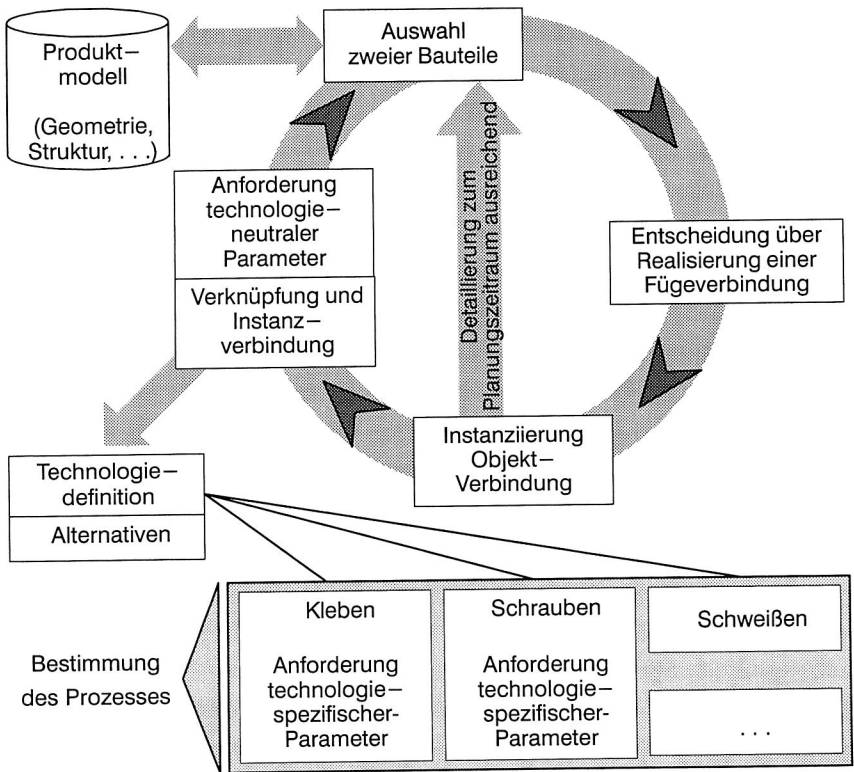 Produkt–
modell
(Geometrie,
Struktur, . . .)
Auswahl
zweier Bauteile
Anforderung
technologie–
neutraler
Parameter
Verknüpfung und
Instanz–
verbindung
Detaillierung zum
Planungszeitraum ausreichend
Entscheidung über
Realisierung einer
Fügeverbindung
Instanziierung
Objekt–
Verbindung
Technologie–
definition
Alternativen
Bestimmung
des Prozesses
Kleben
Anforderung
technologie–
spezifischer-
Parameter
Schrauben
Anforderung
technologie–
spezifischer-
Parameter
Schweißen
. . .